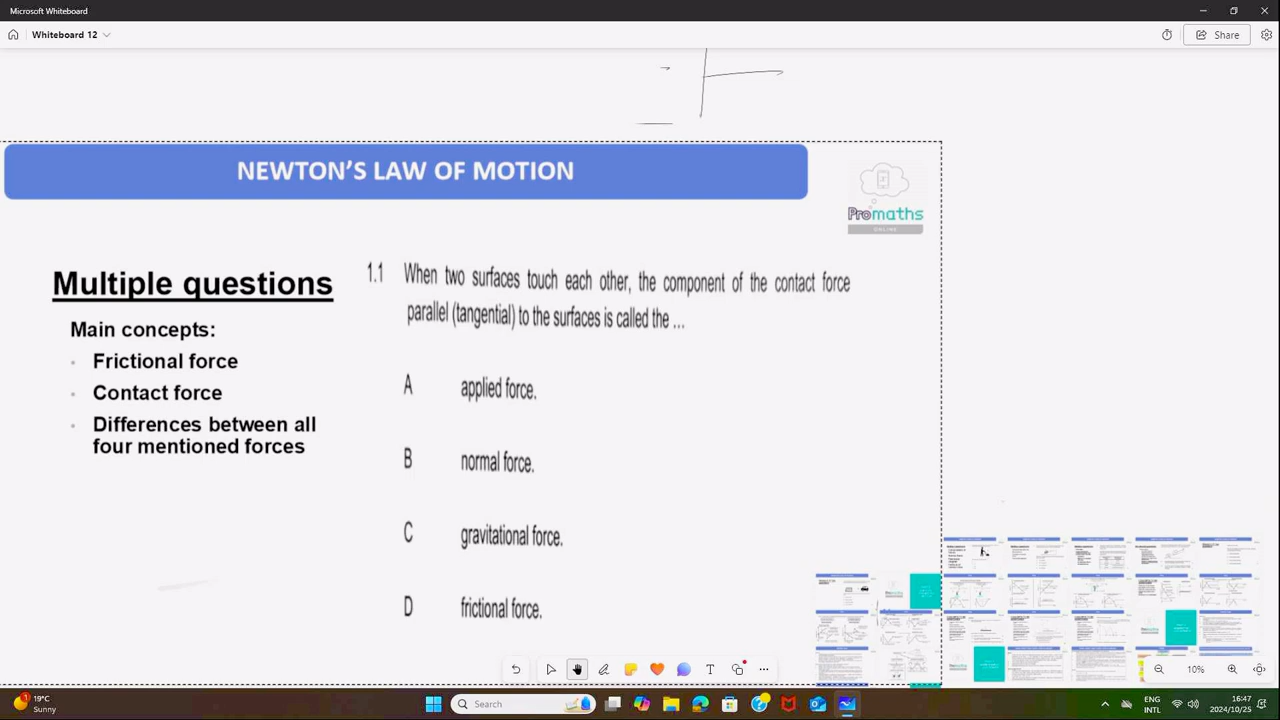 Microsoft Whiteboard
Whiteboard 12
Share
NEWTON'S LAW OF MOTION
Promaths
ONLINE
Multiple questions
Main concepts:
Frictional force
Contact force
Differences between all
four mentioned forces
1.1 When two surfaces touch each other, the component of the contact force
parallel (tangential) to the surfaces is called the ...
A applied force.
B normal force.
C gravitational force.
D frictional force.
10%
19°C
Sunny
Search
ENG
INTL
16:47
2024/10/25